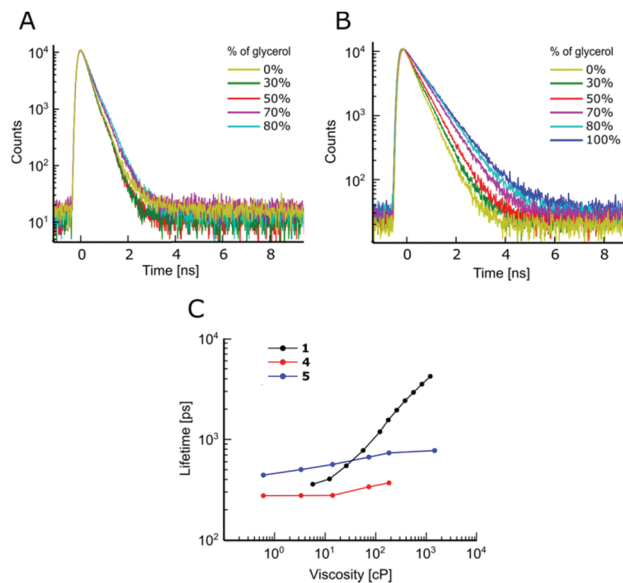 A
% of glycerol
0%
30%
50%
70%
80%
10⁴
10³
10²
10¹
Counts
0 2 4 6 8
Time [ns]
B
% of glycerol
0%
30%
50%
70%
80%
100%
10⁴
10³
10²
Counts
0 2 4 6 8
Time [ns]
C
1
4
5
10⁴
10³
10²
Lifetime [ps]
10⁰ 10¹ 10² 10³ 10⁴
Viscosity [cP]